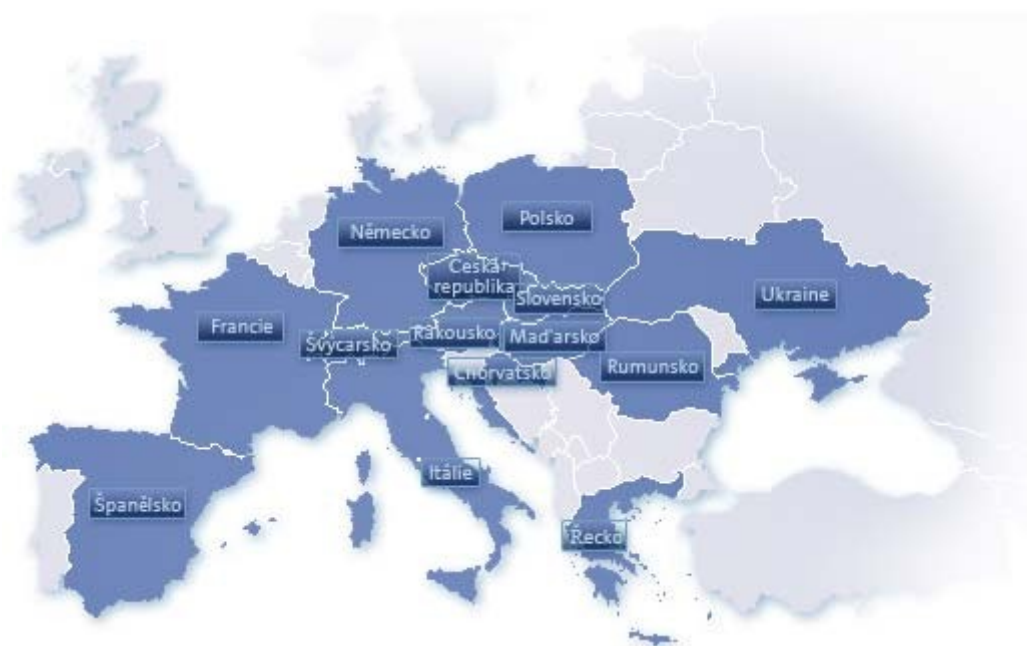 Polsko
Německo
Česká
republika
Slovensko
Ukraine
Francie
Švýcarsko
Rakousko
Maďarsko
Rumunsko
Chorvatsko
Itálie
Španělsko
Řecko